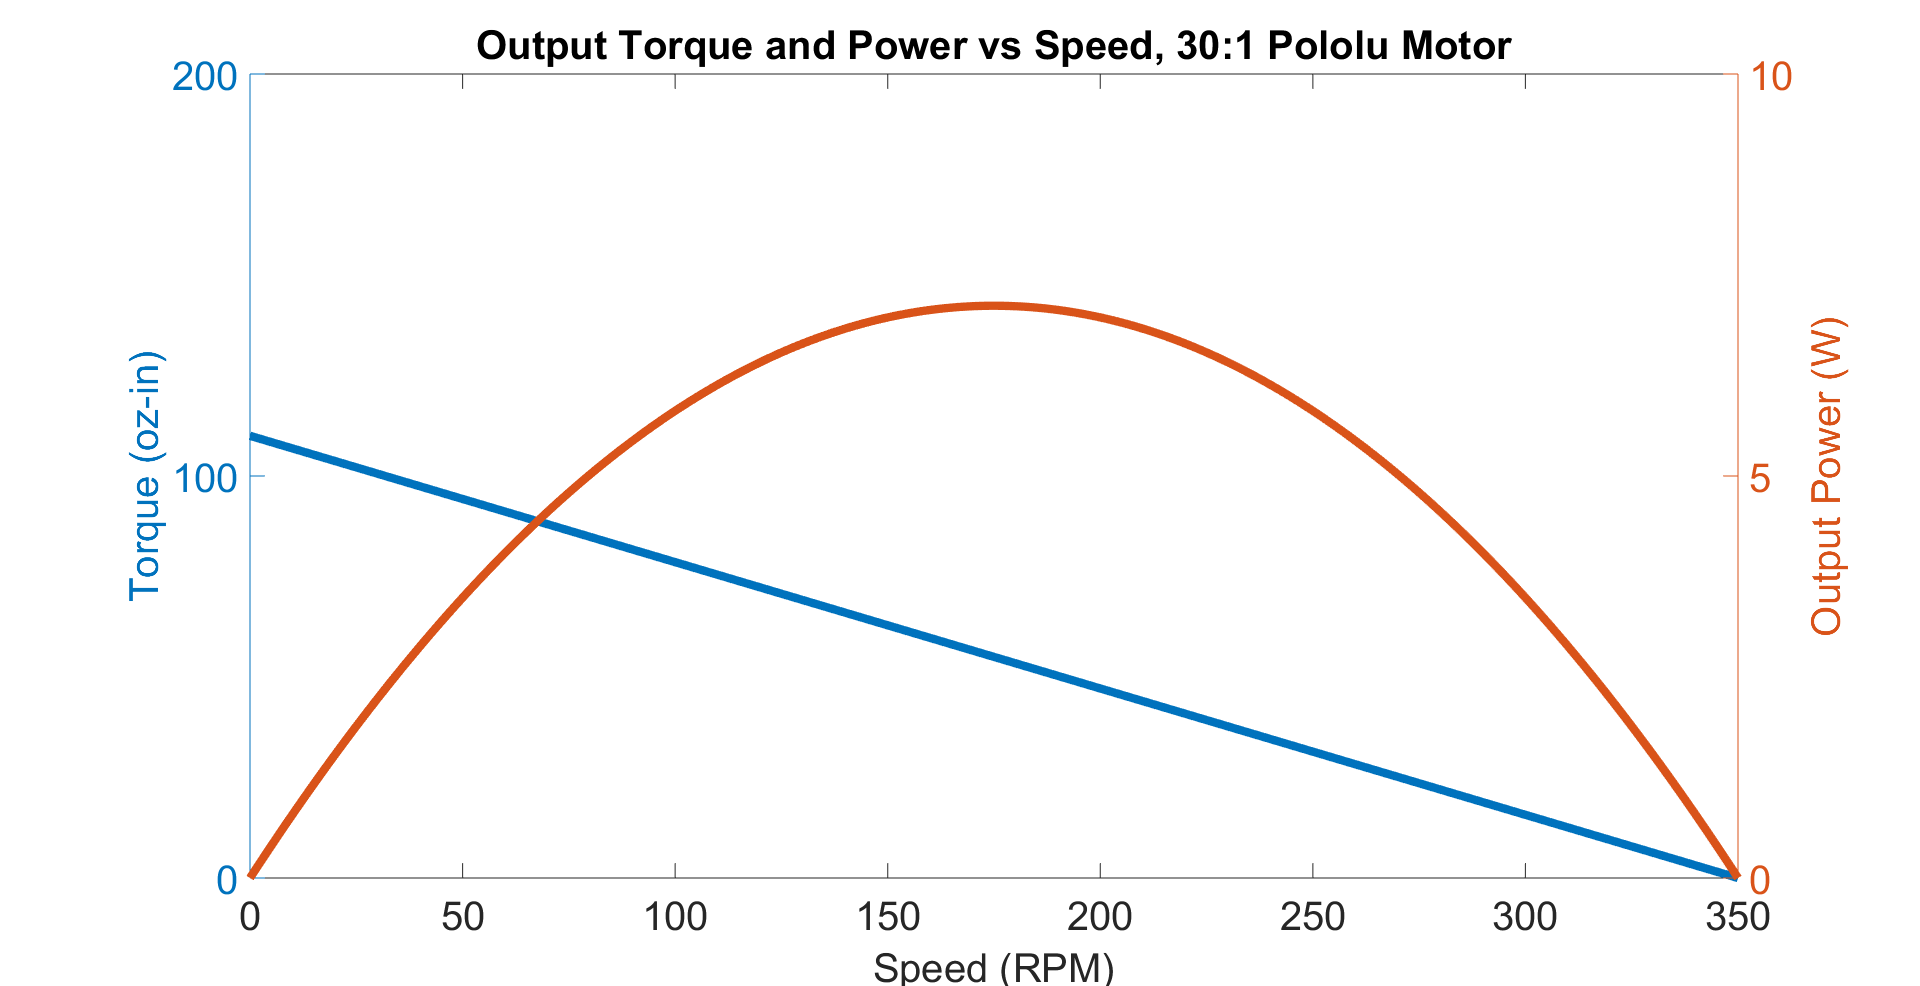 Output Torque and Power vs Speed, 30:1 Pololu Motor
200
100
0
Torque (oz-in)
10
5
0
Output Power (W)
0 50 100 150 200 250 300 350
Speed (RPM)